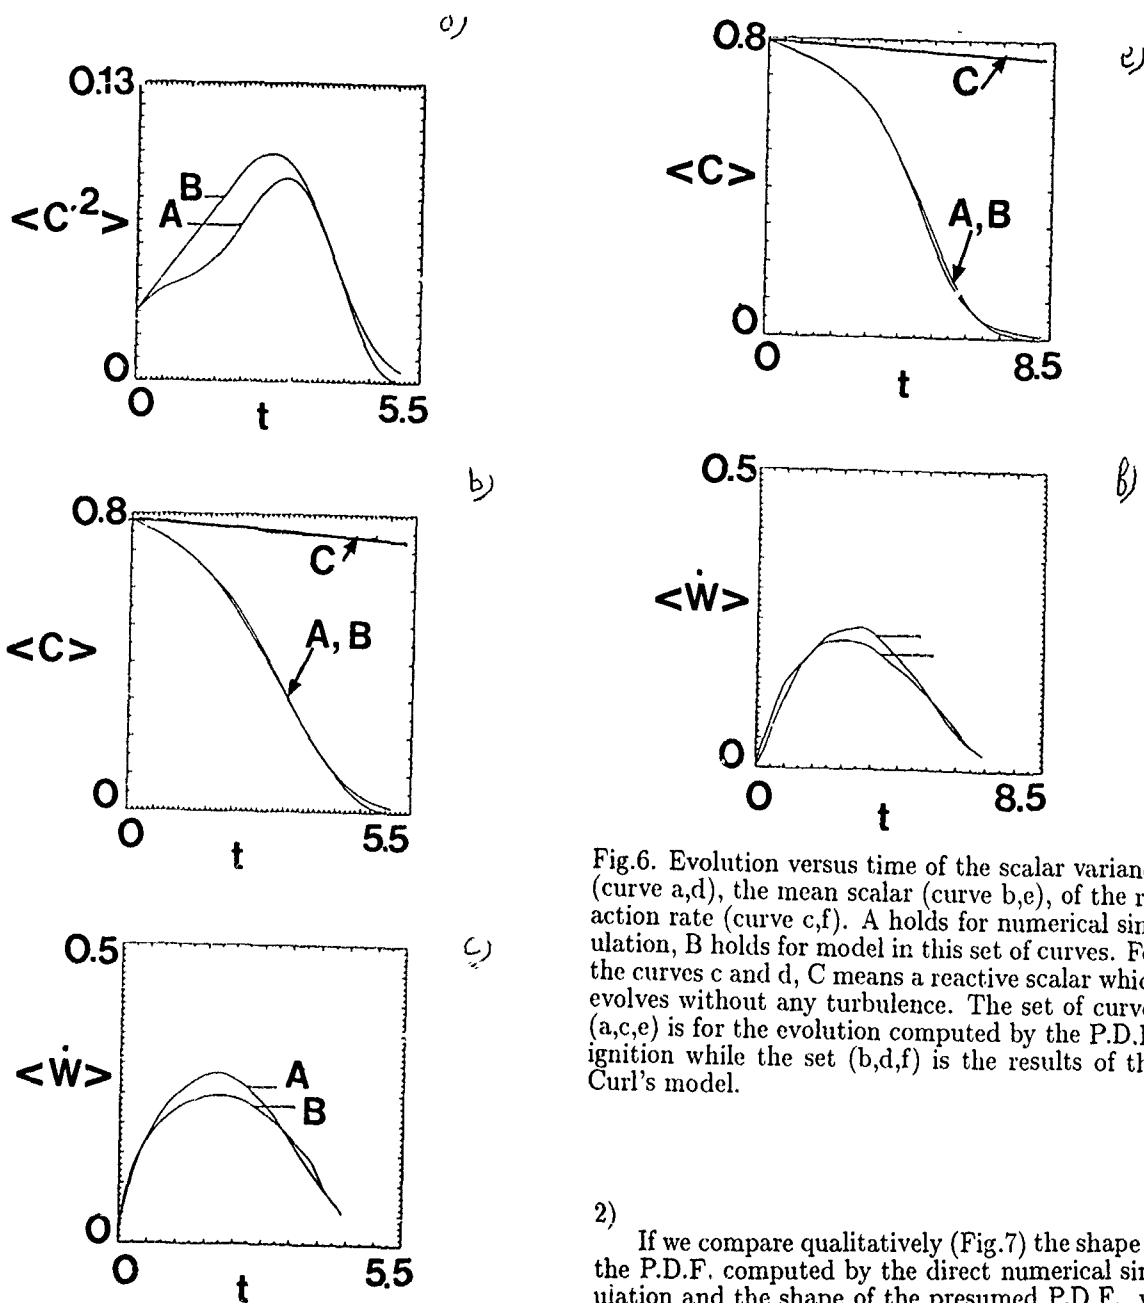 a)
0.13
B
A
<C'2>
0
0
5.5
t
b)
0.8
C
A, B
<C>
0
0
5.5
t
c)
0.5
A
B
<Ẇ>
0
0
5.5
t
e)
0.8
C
<C>
A, B
0
0
8.5
t
f)
0.5
<Ẇ>
0
0
8.5
t
Fig.6. Evolution versus time of the scalar varianc
(curve a,d), the mean scalar (curve b,e), of the r
action rate (curve c,f). A holds for numerical sim
ulation, B holds for model in this set of curves. Fo
the curves c and d, C means a reactive scalar whic
evolves without any turbulence. The set of curve
(a,c,e) is for the evolution computed by the P.D.F
ignition while the set (b,d,f) is the results of th
Curl's model.
2)
If we compare qualitatively (Fig.7) the shape
the P.D.F. computed by the direct numerical sim
ulation and the shape of the presumed P.D.F.